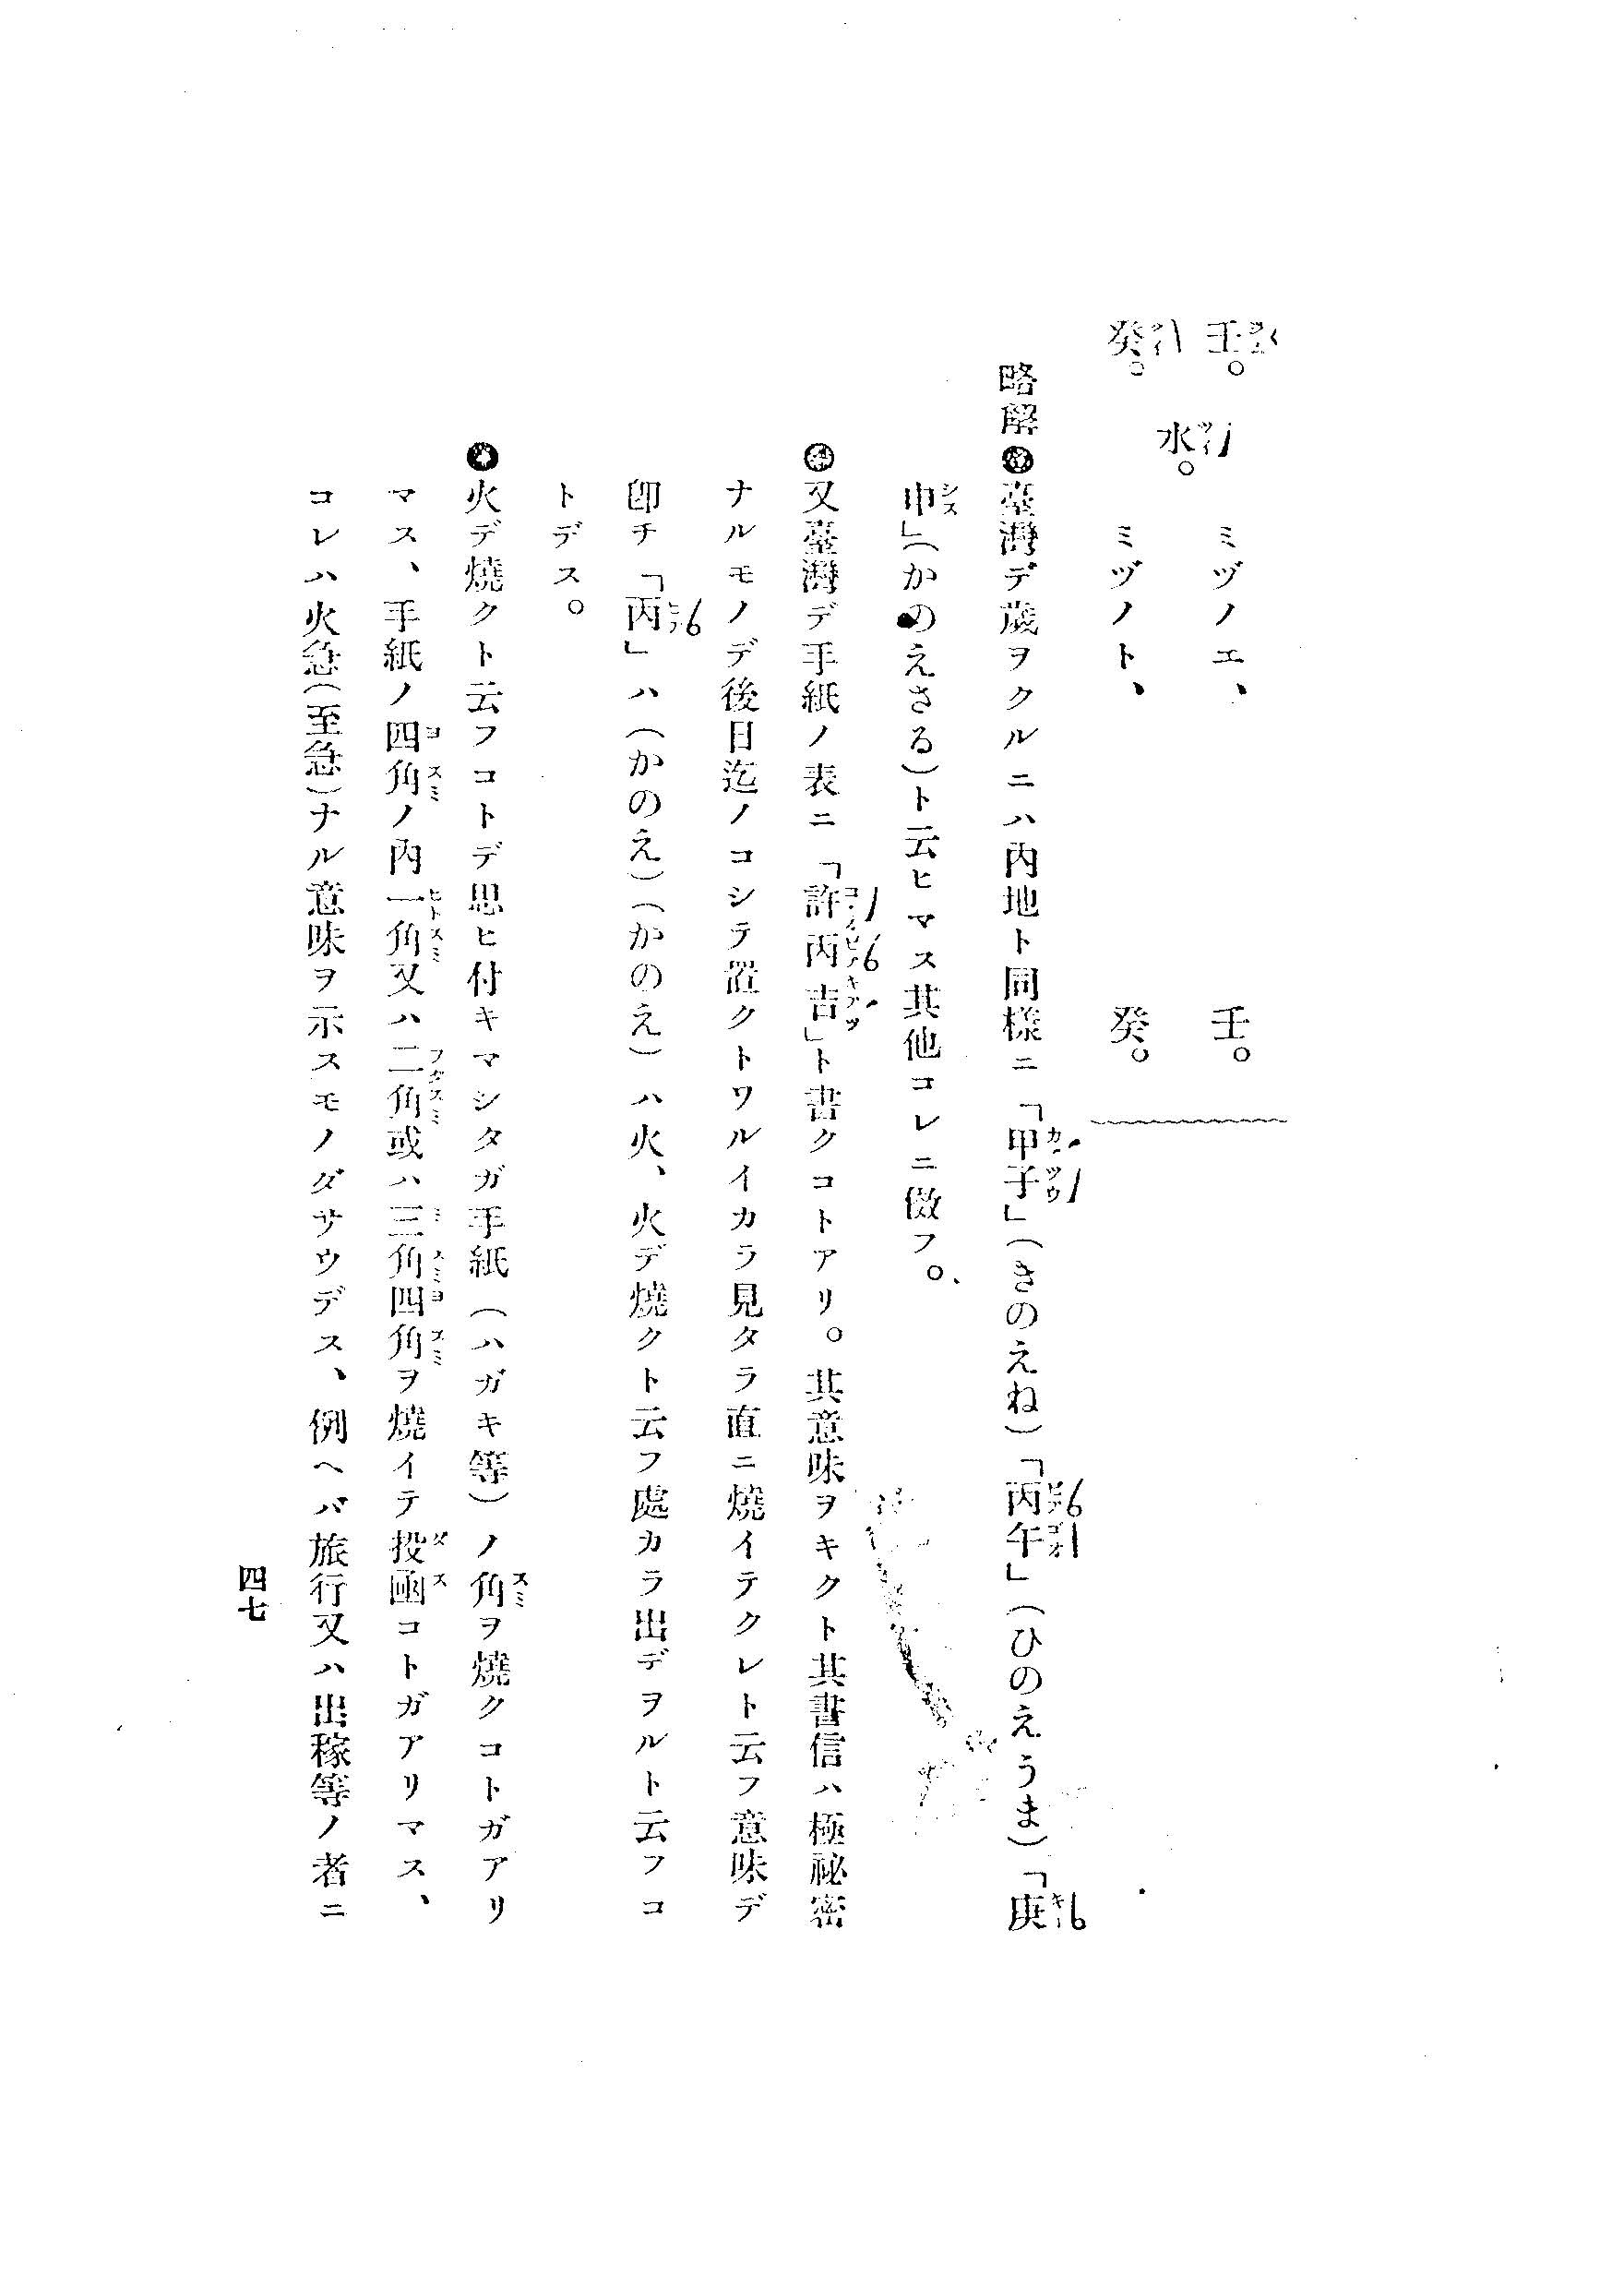 壬。 ミヅノエ、 壬。
水。
癸。 ミヅノト、 癸。
略解 臺灣デ歲ヲクルニハ內地ト同樣ニ「甲子」(きのえね)「丙午」(ひのえうま)「庚
申」(かのえさる)ト云ヒマス其他コレニ傚フ。
又臺灣デ手紙ノ表ニ「許丙吉」ト書クコトアリ。其意味ヲキクト其書信ハ極祕密
ナルモノデ後日迄ノコシテ置クトワルイカラ見タラ直ニ燒イテクレト云フ意味デ
卽チ「丙」ハ(かのえ)(かのえ)ハ火、火デ燒クト云フ處カラ出デヲルト云フコ
トデス。
火デ燒クト云フコトデ思ヒ付キマシタガ手紙(ハガキ等)ノ角ヲ燒クコトガアリ
マス、手紙ノ四角ノ內一角又ハ二角或ハ三角四角ヲ燒イテ投凾コトガアリマス、
コレハ火急(至急)ナル意味ヲ示スモノダサウデス、例ヘバ旅行又ハ出稼等ノ者ニ
四七